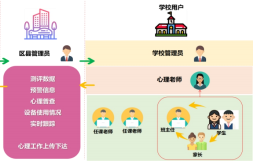 学校用户
区县管理员
学校管理员
测评数据
预警信息
心理普查
设备使用情况
实时跟踪
心理工作上传下达
心理老师
任课老师
任课老师
班主任
学生
家长